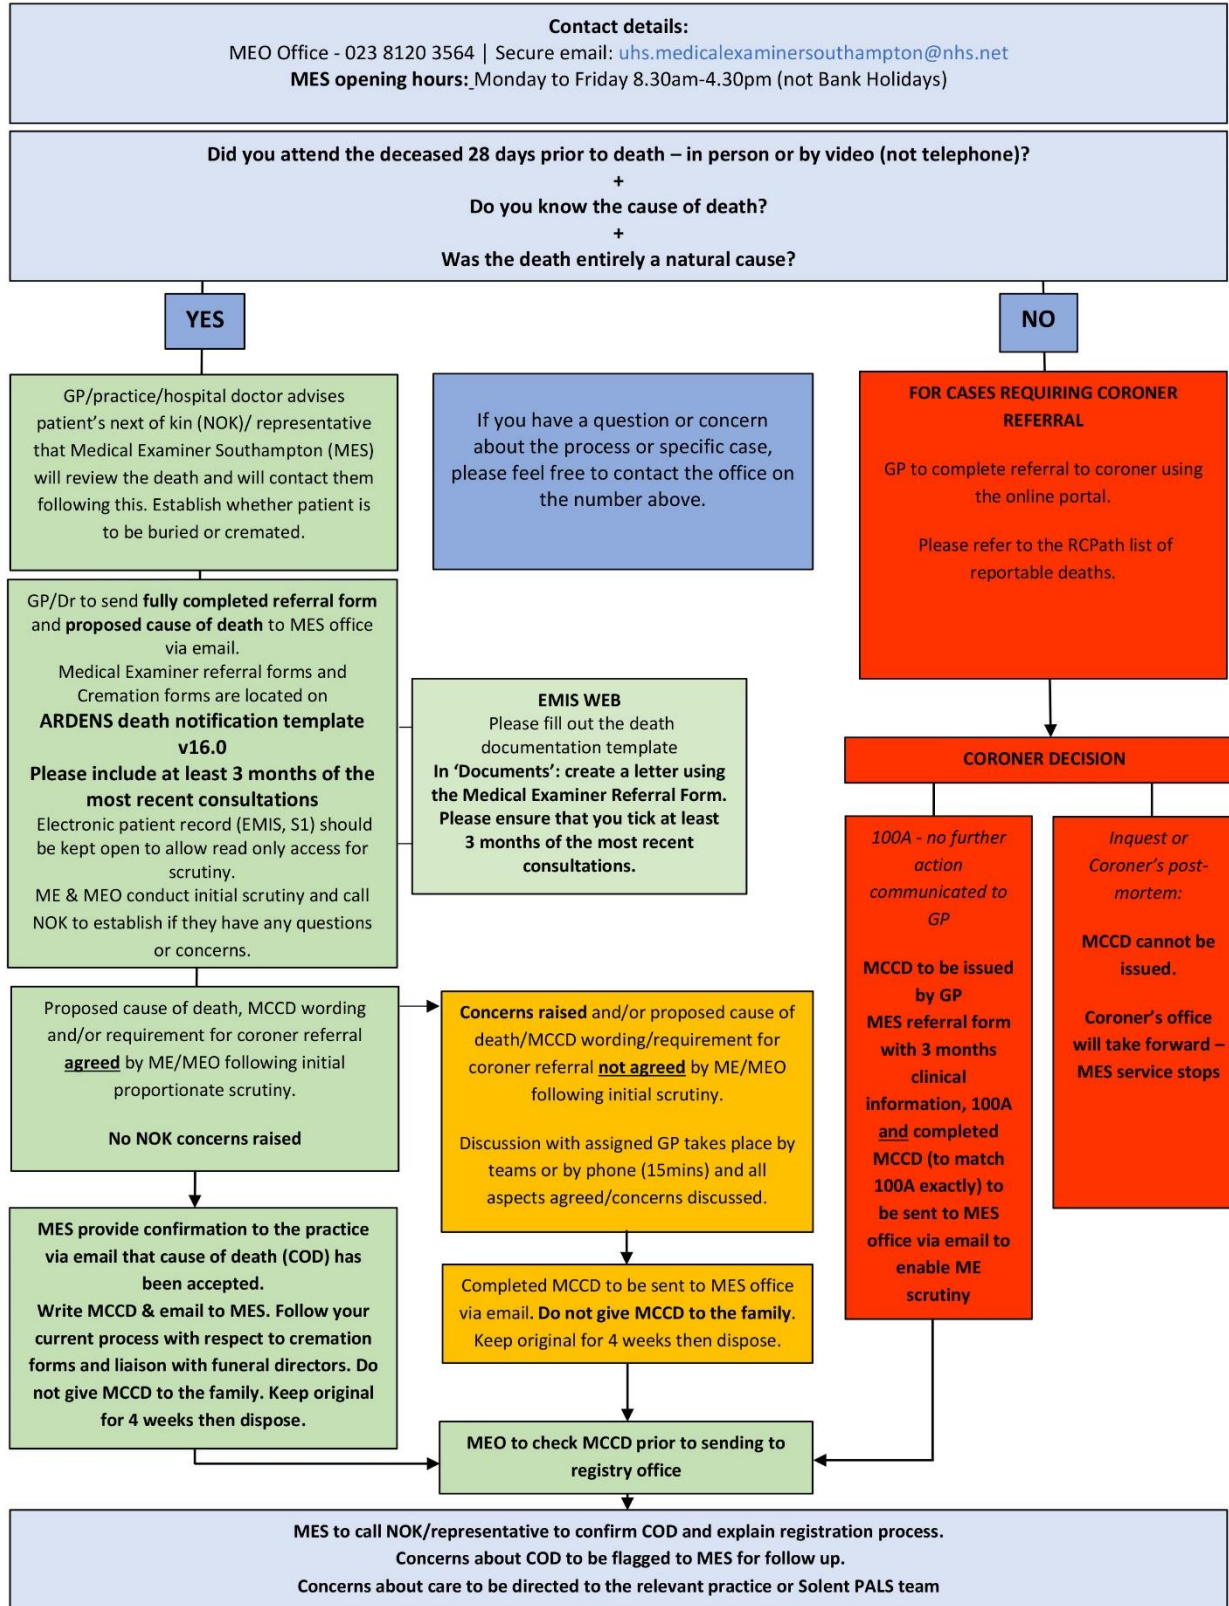 Contact details:
MEO Office - 023 8120 3564 | Secure email: uhs.medicalexaminersouthampton@nhs.net
MES opening hours: Monday to Friday 8.30am-4.30pm (not Bank Holidays)
Did you attend the deceased 28 days prior to death – in person or by video (not telephone)?
+
Do you know the cause of death?
+
Was the death entirely a natural cause?
YES
NO
GP/practice/hospital doctor advises
patient's next of kin (NOK)/ representative
that Medical Examiner Southampton (MES)
will review the death and will contact them
following this. Establish whether patient is
to be buried or cremated.
If you have a question or concern
about the process or specific case,
please feel free to contact the office on
the number above.
FOR CASES REQUIRING CORONER
REFERRAL
GP to complete referral to coroner using
the online portal.
Please refer to the RCPath list of
reportable deaths.
GP/Dr to send fully completed referral form
and proposed cause of death to MES office
via email.
Medical Examiner referral forms and
Cremation forms are located on
ARDENS death notification template
v16.0
Please include at least 3 months of the
most recent consultations
Electronic patient record (EMIS, S1) should
be kept open to allow read only access for
scrutiny.
ME & MEO conduct initial scrutiny and call
NOK to establish if they have any questions
or concerns.
EMIS WEB
Please fill out the death
documentation template
In 'Documents': create a letter using
the Medical Examiner Referral Form.
Please ensure that you tick at least
3 months of the most recent
consultations.
CORONER DECISION
100A - no further
action
communicated to
GP
MCCD to be issued
by GP
MES referral form
with 3 months
clinical
information, 100A
and completed
MCCD (to match
100A exactly) to
be sent to MES
office via email to
enable ME
scrutiny
Inquest or
Coroner's post-
mortem:
MCCD cannot be
issued.
Coroner's office
will take forward –
MES service stops
Proposed cause of death, MCCD wording
and/or requirement for coroner referral
agreed by ME/MEO following initial
proportionate scrutiny.
No NOK concerns raised
Concerns raised and/or proposed cause of
death/MCCD wording/requirement for
coroner referral not agreed by ME/MEO
following initial scrutiny.
Discussion with assigned GP takes place by
teams or by phone (15mins) and all
aspects agreed/concerns discussed.
MES provide confirmation to the practice
via email that cause of death (COD) has
been accepted.
Write MCCD & email to MES. Follow your
current process with respect to cremation
forms and liaison with funeral directors. Do
not give MCCD to the family. Keep original
for 4 weeks then dispose.
Completed MCCD to be sent to MES office
via email. Do not give MCCD to the family.
Keep original for 4 weeks then dispose.
MEO to check MCCD prior to sending to
registry office
MES to call NOK/representative to confirm COD and explain registration process.
Concerns about COD to be flagged to MES for follow up.
Concerns about care to be directed to the relevant practice or Solent PALS team